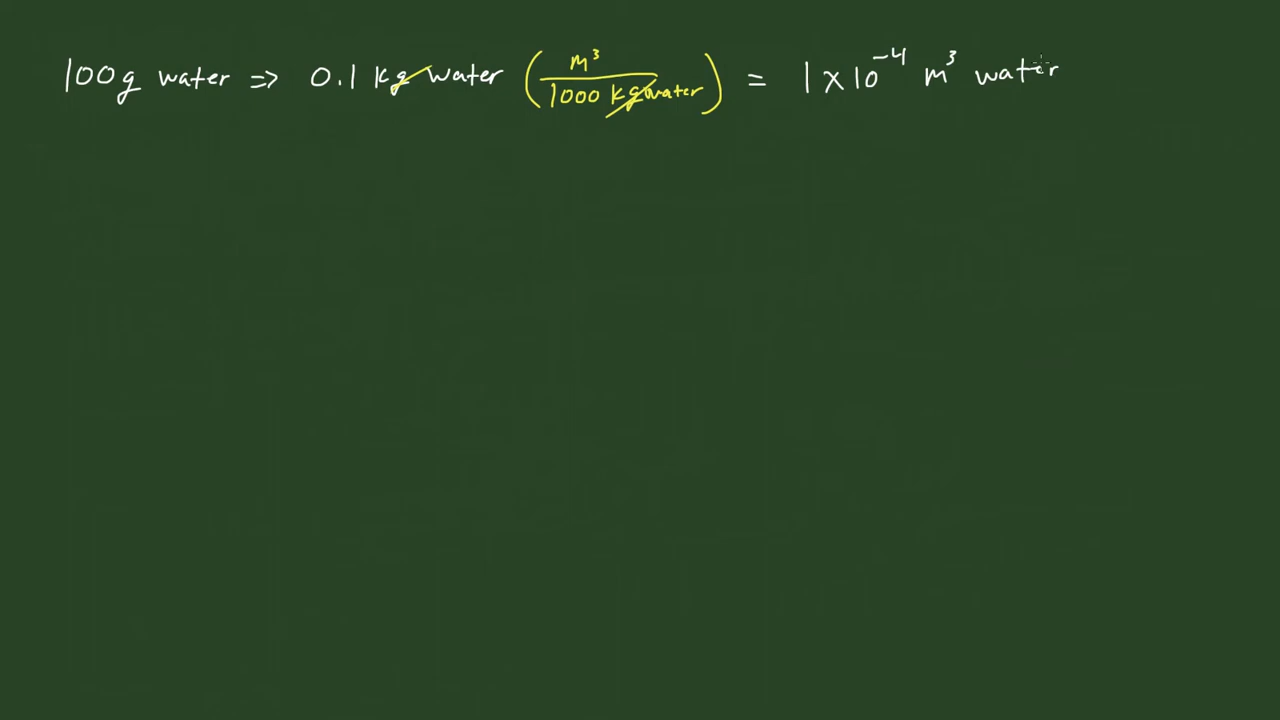 100g water ⇒ 0.1 kg water (m³/1000 kg water) = 1 x 10⁻⁴ m³ water